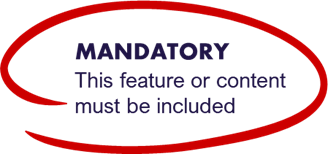 MANDATORY
This feature or content
must be included